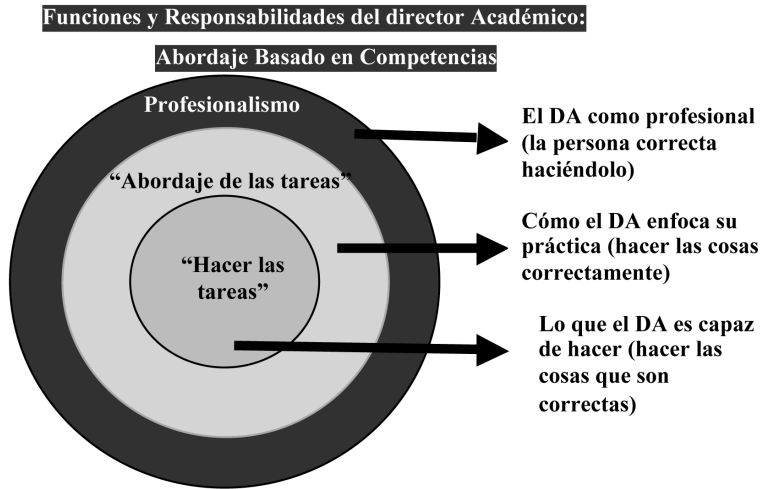 Funciones y Responsabilidades del director Académico:
Abordaje Basado en Competencias
Profesionalismo
“Abordaje de las tareas”
“Hacer las
tareas”
El DA como profesional
(la persona correcta
haciéndolo)
Cómo el DA enfoca su
práctica (hacer las cosas
correctamente)
Lo que el DA es capaz
de hacer (hacer las
cosas que son
correctas)